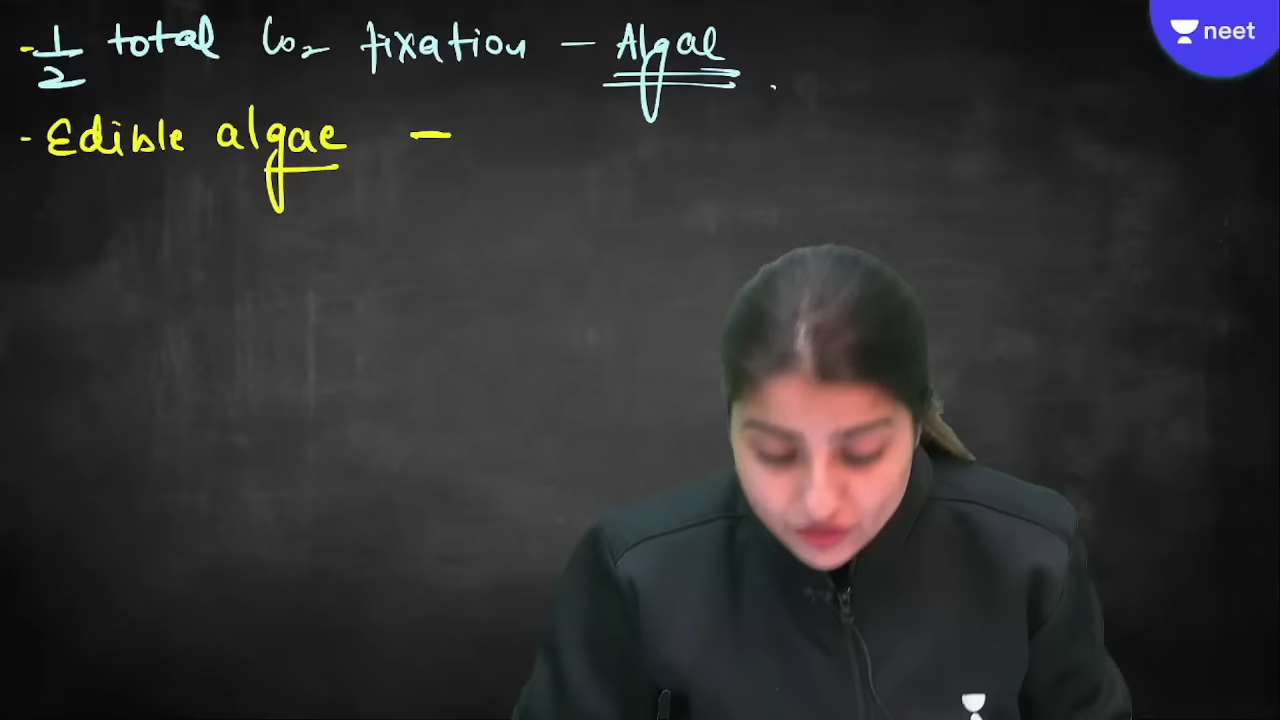 - 1/2 total CO2 fixation - Algae
neet
- Edible algae -